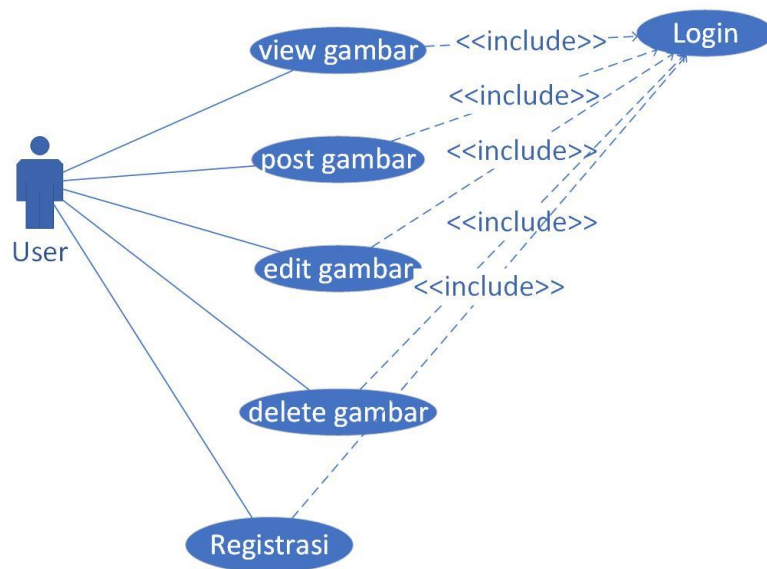 view gambar
<<include>>
Login
<<include>>
post gambar
<<include>>
<<include>>
User
edit gambar
<<include>>
delete gambar
Registrasi